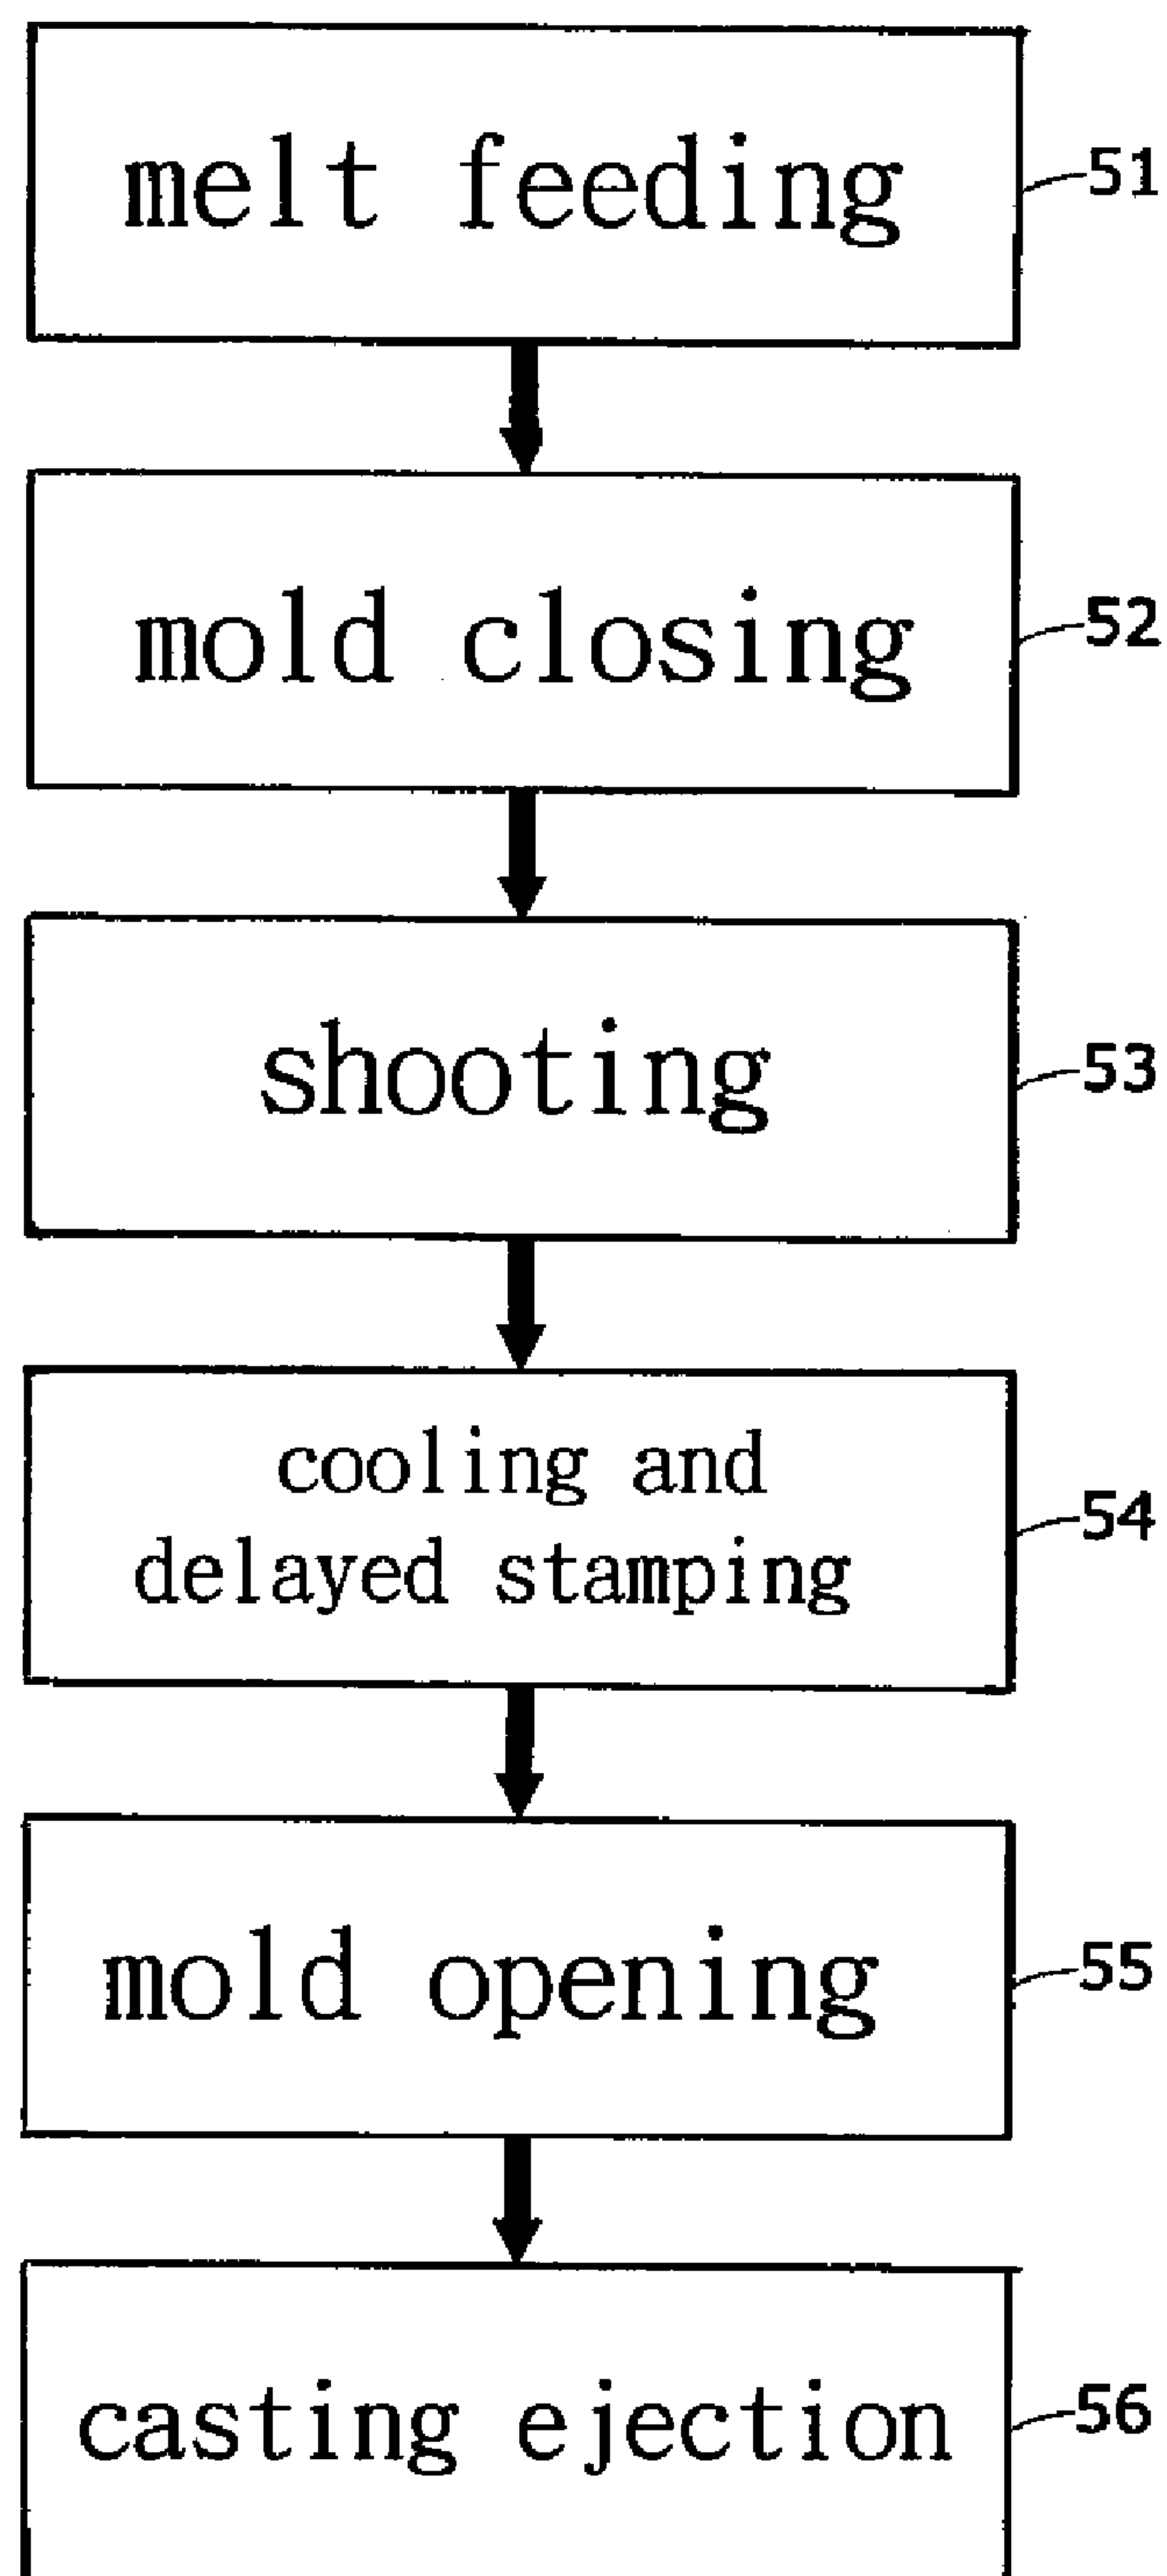 melt feeding
51
mold closing
52
shooting
53
cooling and
delayed stamping
54
mold opening
55
casting ejection
56